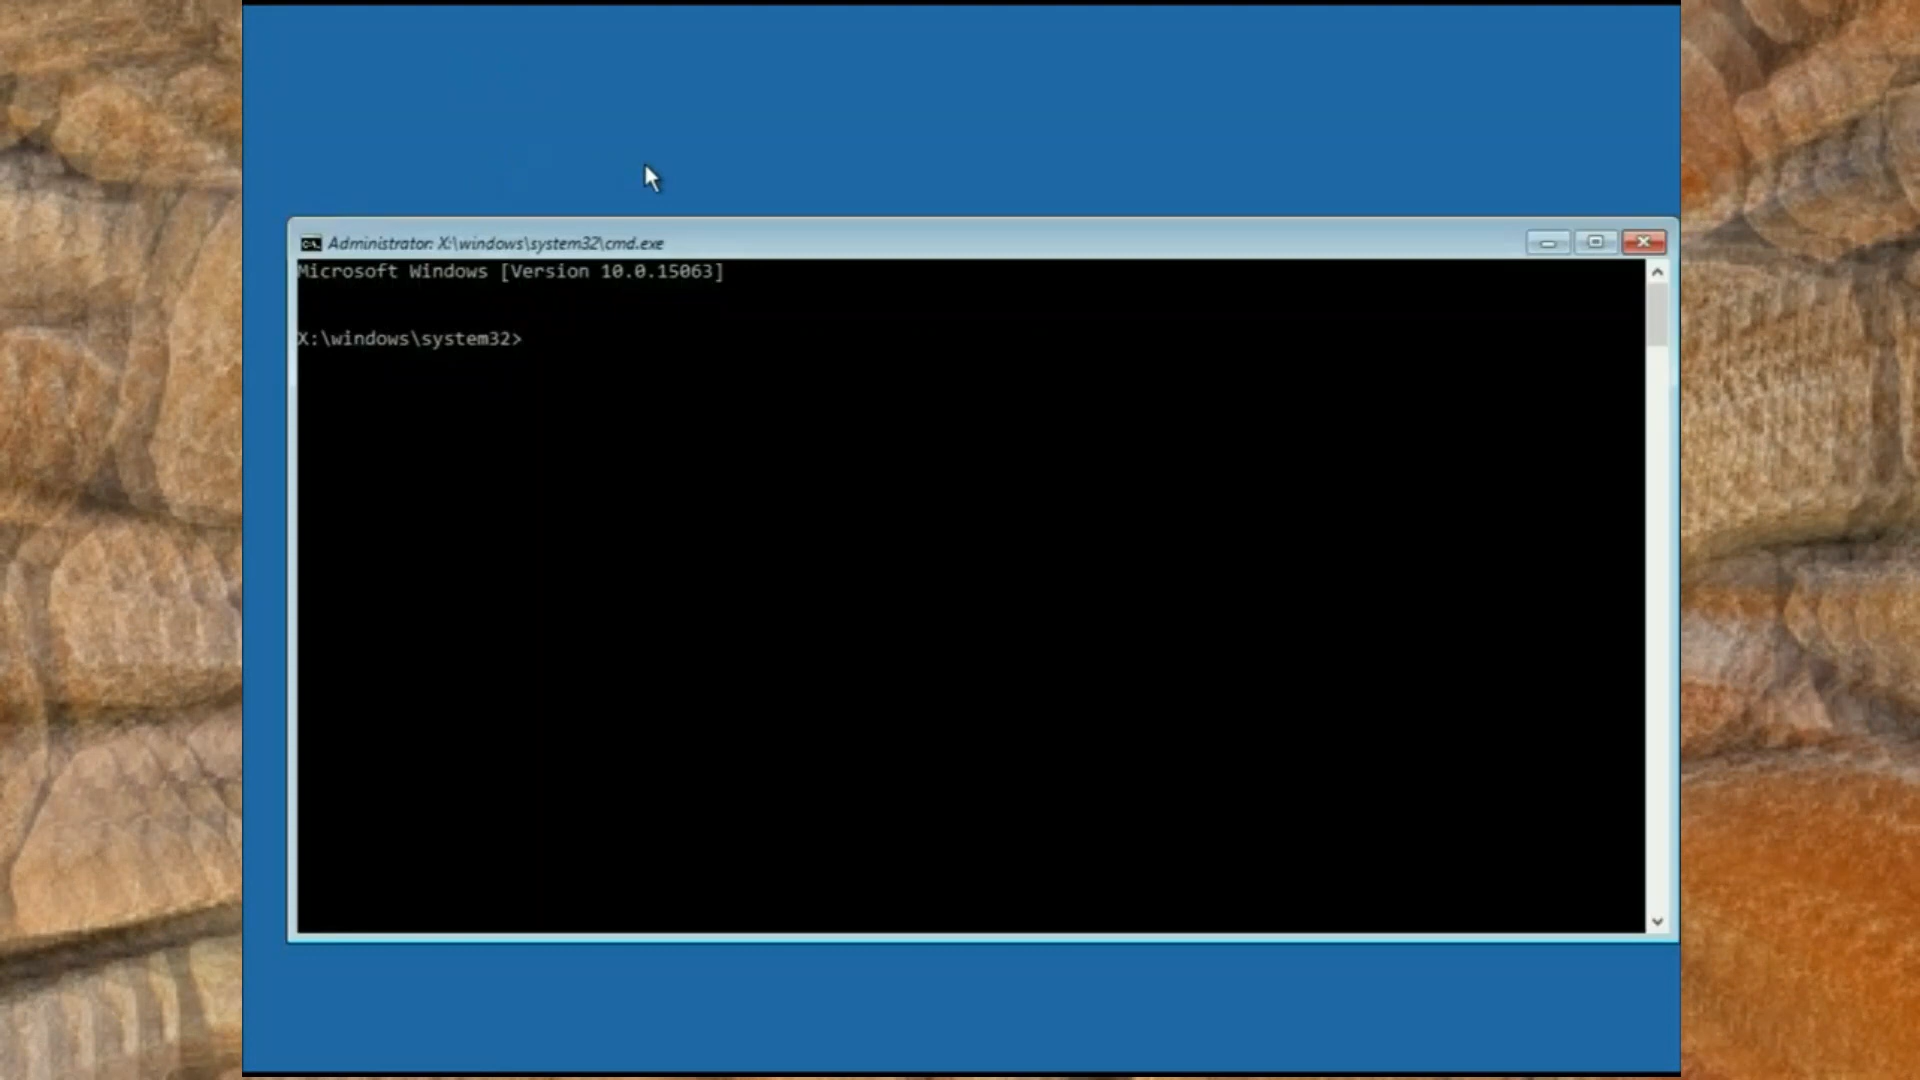 Administrator: X:\windows\system32\cmd.exe
Microsoft Windows [Version 10.0.15063]
X:\windows\system32>